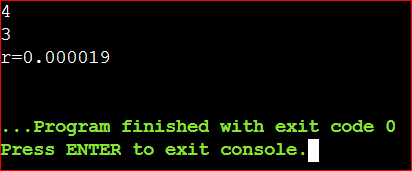 4
3
r=0.000019
...Program finished with exit code 0
Press ENTER to exit console.